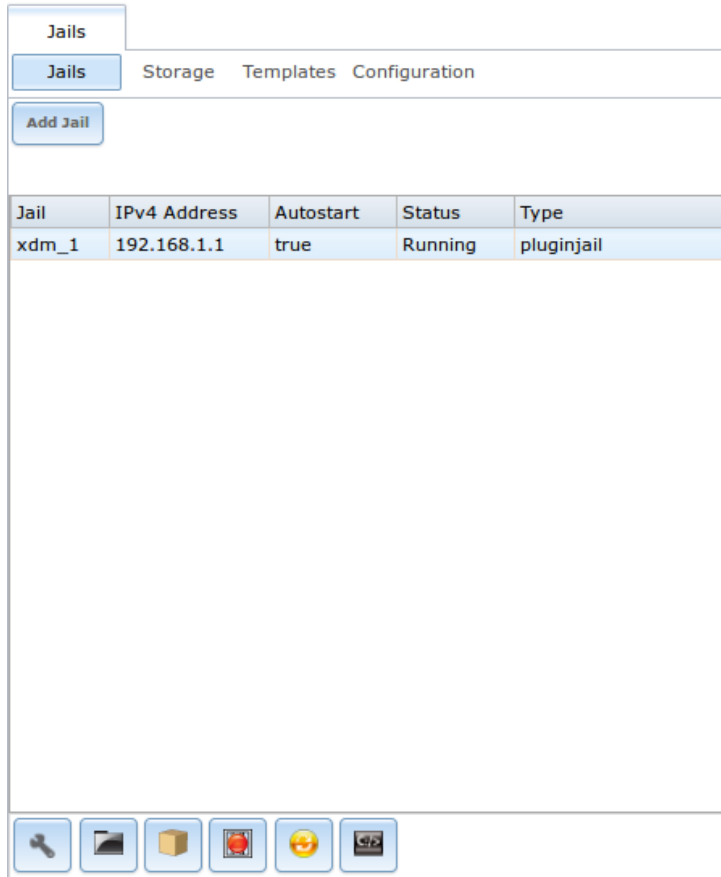 Jails
Jails Storage Templates Configuration
Add Jail
Jail IPv4 Address Autostart Status Type
xdm_1 192.168.1.1 true Running pluginjail